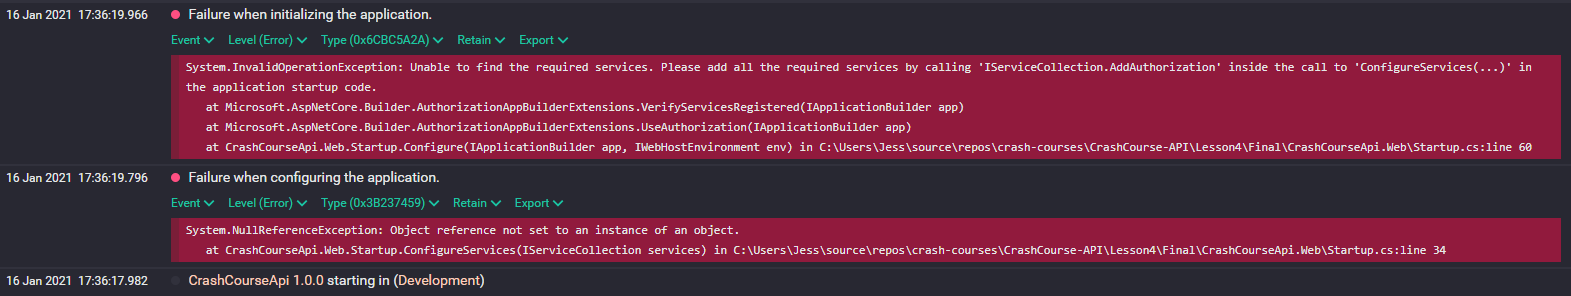 16 Jan 2021 17:36:19.966 Failure when initializing the application.
Event Level (Error) Type (0x6CBC5A2A) Retain Export
System.InvalidOperationException: Unable to find the required services. Please add all the required services by calling 'IServiceCollection.AddAuthorization' inside the call to 'ConfigureServices(...)' in
the application startup code.
at Microsoft.AspNetCore.Builder.AuthorizationAppBuilderExtensions.VerifyServicesRegistered(IApplicationBuilder app)
at Microsoft.AspNetCore.Builder.AuthorizationAppBuilderExtensions.UseAuthorization(IApplicationBuilder app)
at CrashCourseApi.Web.Startup.Configure(IApplicationBuilder app, IWebHostEnvironment env) in C:\Users\Jess\source\repos\crash-courses\CrashCourse-API\Lesson4\Final\CrashCourseApi.Web\Startup.cs:line 60
16 Jan 2021 17:36:19.796 Failure when configuring the application.
Event Level (Error) Type (0x3B237459) Retain Export
System.NullReferenceException: Object reference not set to an instance of an object.
at CrashCourseApi.Web.Startup.ConfigureServices(IServiceCollection services) in C:\Users\Jess\source\repos\crash-courses\CrashCourse-API\Lesson4\Final\CrashCourseApi.Web\Startup.cs:line 34
16 Jan 2021 17:36:17.982 CrashCourseApi 1.0.0 starting in (Development)